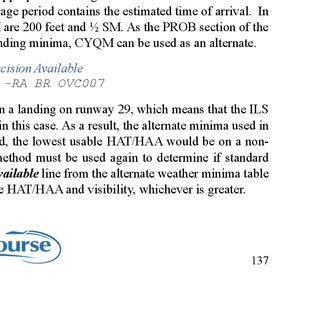 age period contains the estimated time of arrival. In
are 200 feet and ½ SM. As the PROB section of the
nding minima, CYQM can be used as an alternate.
cision Available
-RA BR OVC007
n a landing on runway 29, which means that the ILS
in this case. As a result, the alternate minima used in
d, the lowest usable HAT/HAA would be on a non-
method must be used again to determine if standard
vailable line from the alternate weather minima table
e HAT/HAA and visibility, whichever is greater.
ourse
137